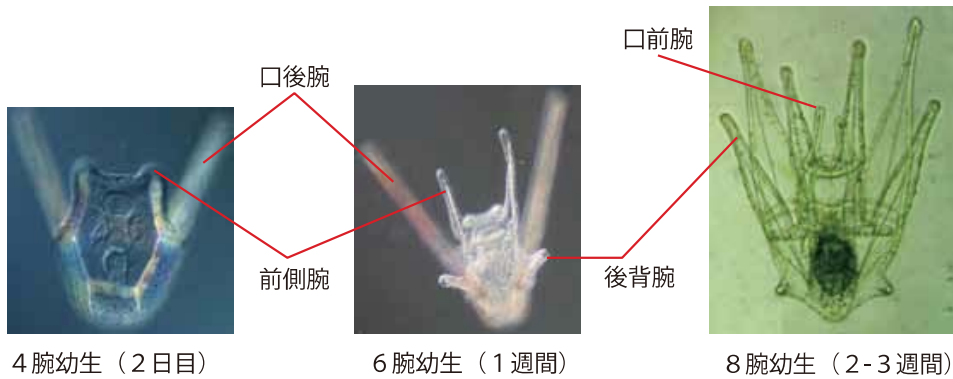 口前腕
口後腕
前側腕
後背腕
４腕幼生（２日目）
６腕幼生（１週間）
８腕幼生（２-３週間）